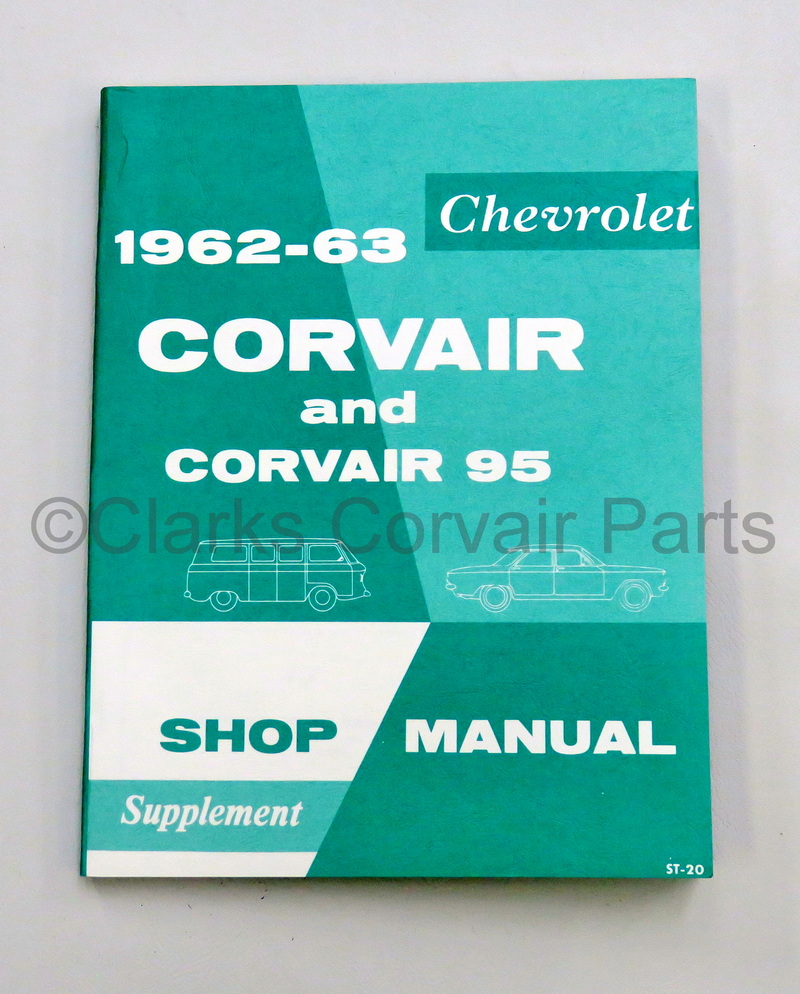 Chevrolet
1962-63
CORVAIR
and
CORVAIR 95
©Clarks Corvair Parts
SHOP MANUAL
Supplement
ST-20